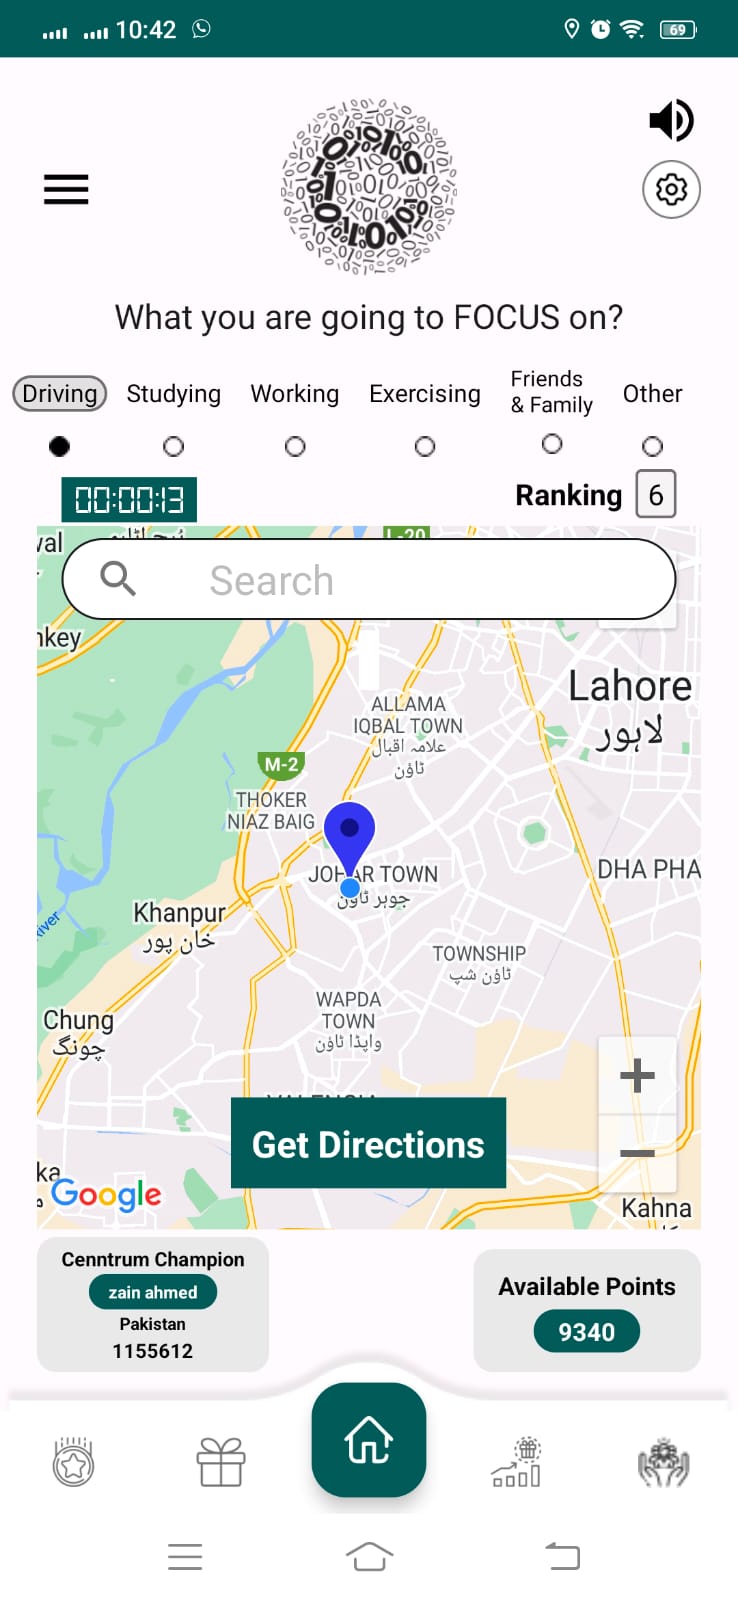 10:42
69
What you are going to FOCUS on?
Driving
Studying
Working
Exercising
Friends
& Family
Other
00:00:13
Ranking 6
Search
Lahore
لاہور
ALLAMA
IQBAL TOWN
علامہ اقبال
ٹاؤن
M-2
THOKER
NIAZ BAIG
JOHAR TOWN
جوہر ٹاؤن
DHA PHA
Khanpur
خان پور
TOWNSHIP
ٹاؤن شپ
WAPDA
TOWN
واپڈا ٹاؤن
Chung
چونگ
Get Directions
+
−
Google
Kahna
Cenntrum Champion
zain ahmed
Pakistan
1155612
Available Points
9340